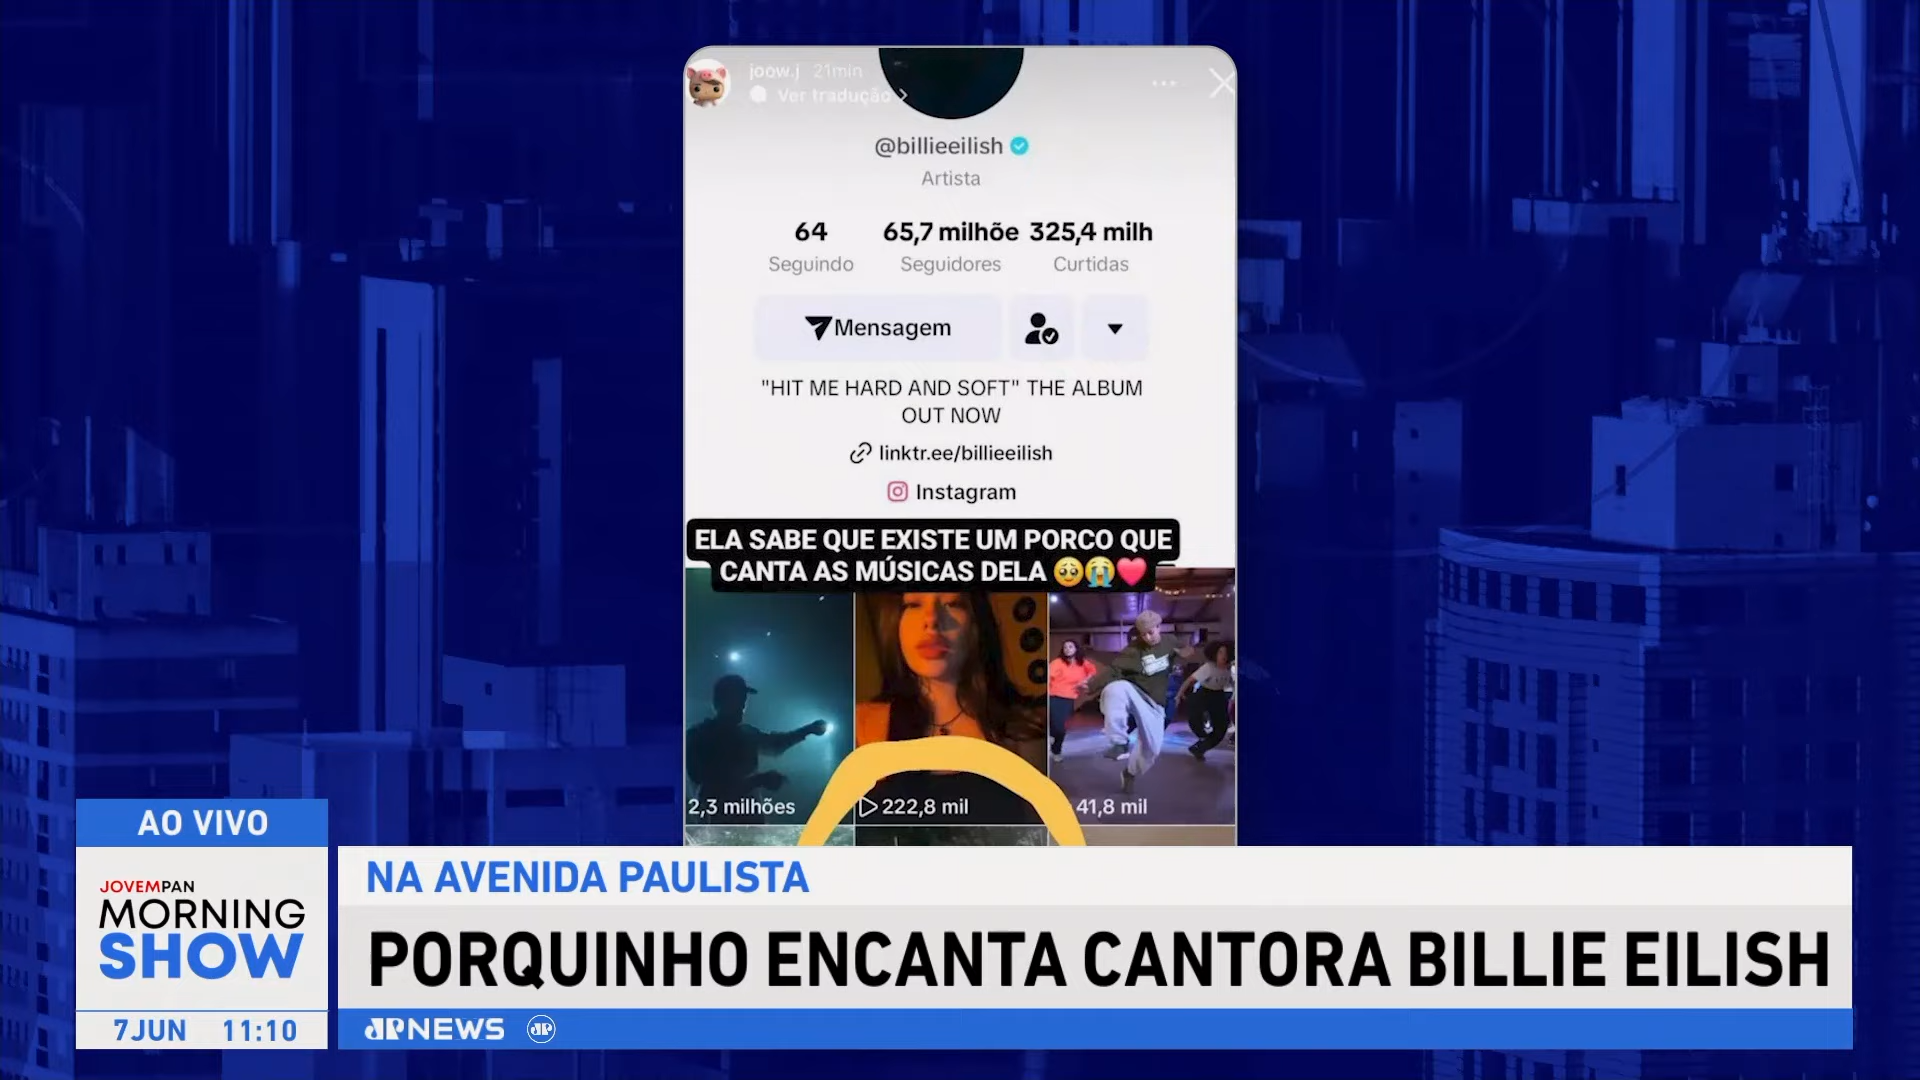 joow.j 21min
Ver tradução
@billieeilish
Artista
64 65,7 milhõe 325,4 milh
Seguindo Seguidores Curtidas
Mensagem
"HIT ME HARD AND SOFT" THE ALBUM
OUT NOW
linktr.ee/billieeilish
Instagram
ELA SABE QUE EXISTE UM PORCO QUE
CANTA AS MÚSICAS DELA 🥹😭❤️
2,3 milhões 222,8 mil 41,8 mil
AO VIVO
JOVEMPAN
MORNING
SHOW
7JUN 11:10
NA AVENIDA PAULISTA
PORQUINHO ENCANTA CANTORA BILLIE EILISH
JP NEWS JP